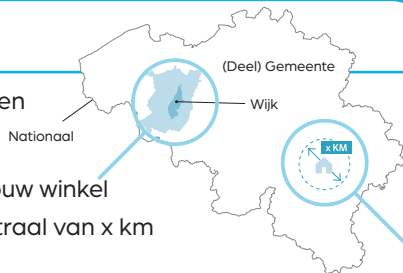 (Deel) Gemeente
en
Wijk
Nationaal
x KM
uw winkel
traal van x km